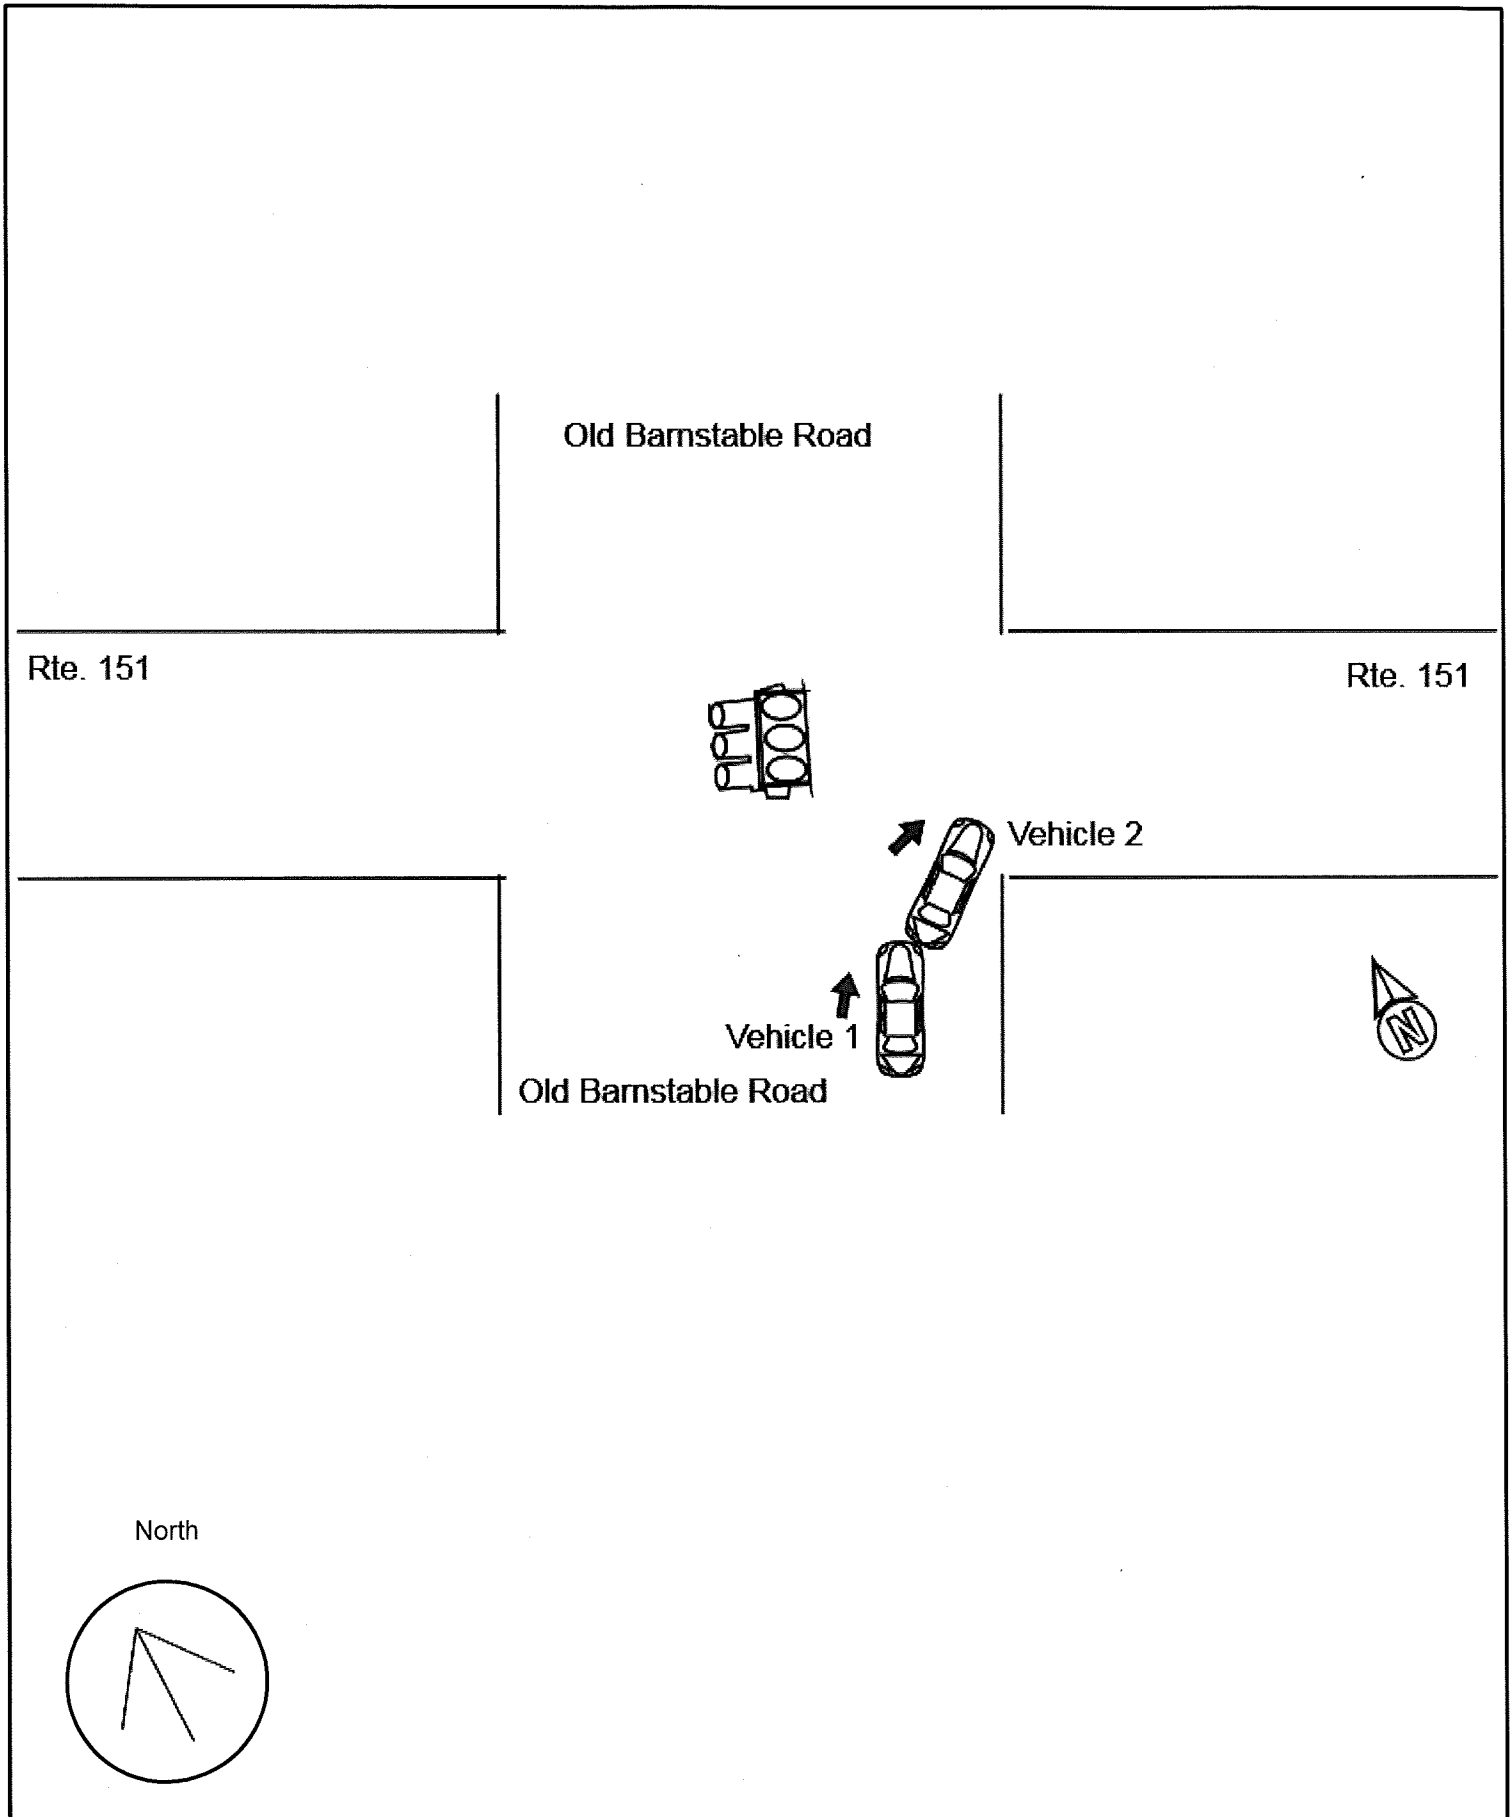 Old Barnstable Road
Rte. 151
Rte. 151
Vehicle 2
Vehicle 1
Old Barnstable Road
N
North